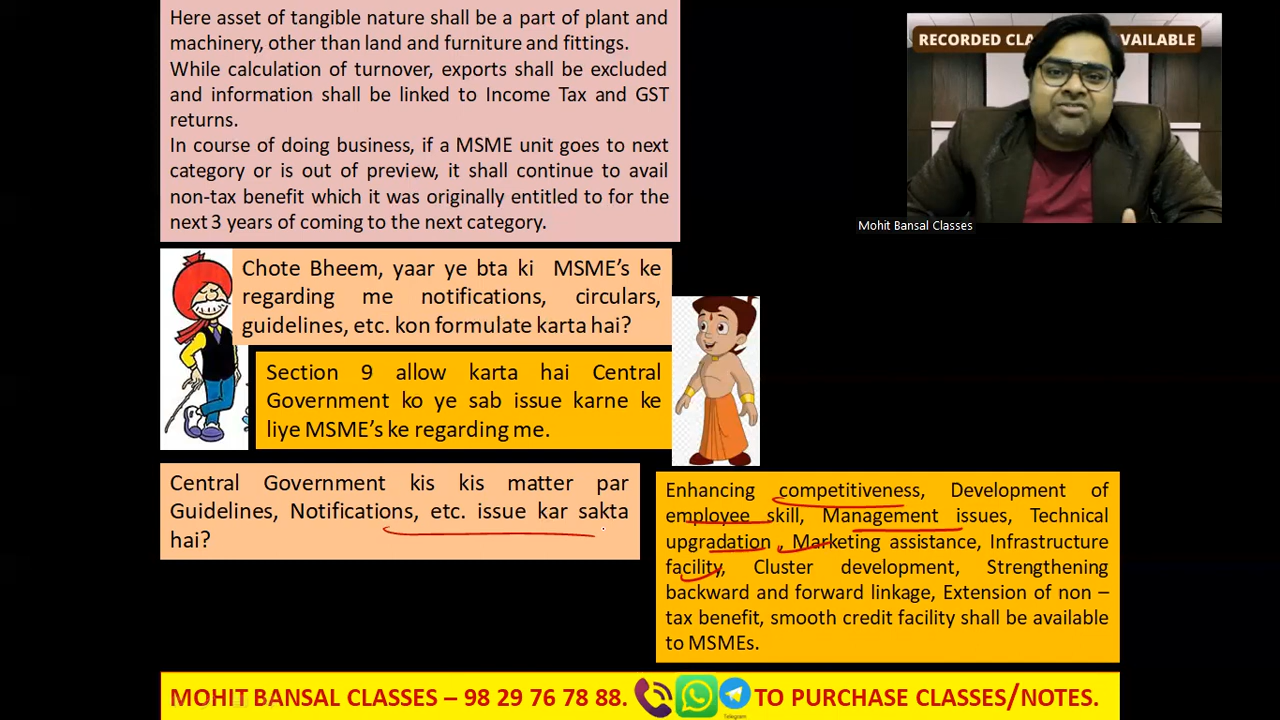 Here asset of tangible nature shall be a part of plant and
machinery, other than land and furniture and fittings.
While calculation of turnover, exports shall be excluded
and information shall be linked to Income Tax and GST
returns.
In course of doing business, if a MSME unit goes to next
category or is out of preview, it shall continue to avail
non-tax benefit which it was originally entitled to for the
next 3 years of coming to the next category.
RECORDED CLA VAILABLE
Mohit Bansal Classes
Chote Bheem, yaar ye bta ki MSME’s ke
regarding me notifications, circulars,
guidelines, etc. kon formulate karta hai?
Section 9 allow karta hai Central
Government ko ye sab issue karne ke
liye MSME’s ke regarding me.
Central Government kis kis matter par
Guidelines, Notifications, etc. issue kar sakta
hai?
Enhancing competitiveness, Development of
employee skill, Management issues, Technical
upgradation , Marketing assistance, Infrastructure
facility, Cluster development, Strengthening
backward and forward linkage, Extension of non –
tax benefit, smooth credit facility shall be available
to MSMEs.
MOHIT BANSAL CLASSES – 98 29 76 78 88. TO PURCHASE CLASSES/NOTES.
Telegram